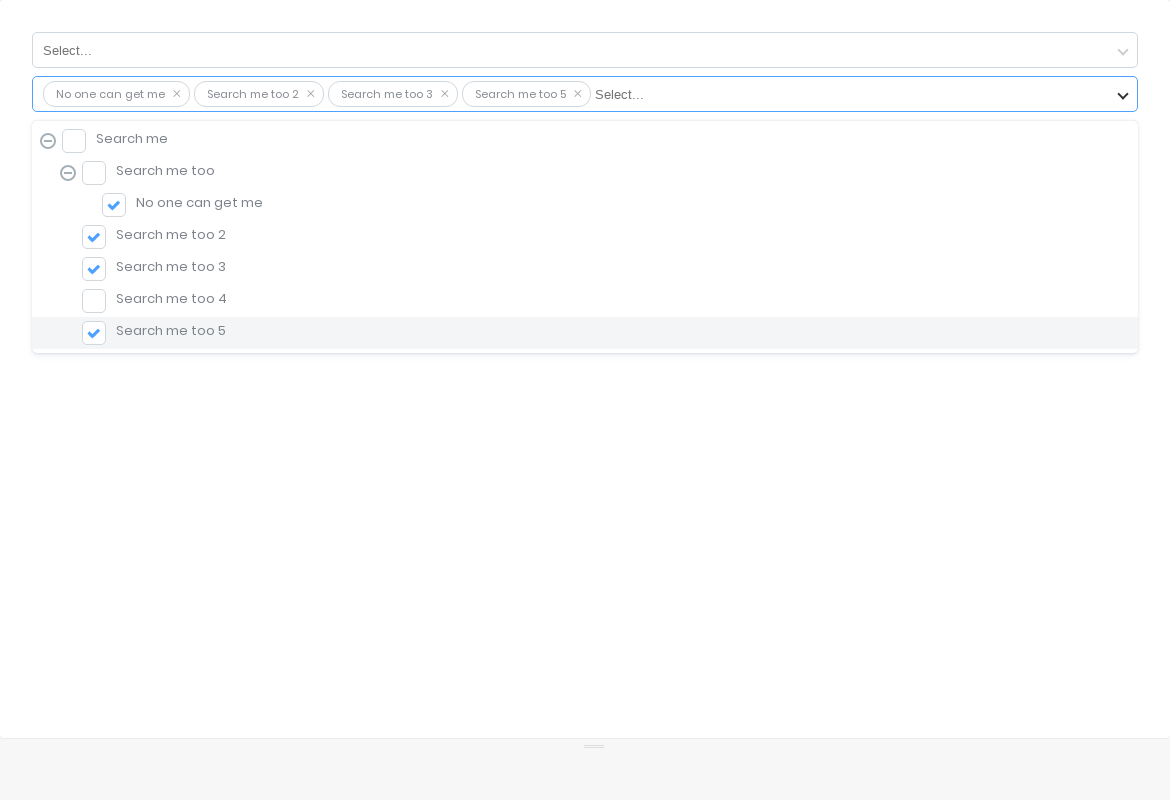 Select...
No one can get me × Search me too 2 × Search me too 3 × Search me too 5 × Select...
Search me
Search me too
No one can get me
Search me too 2
Search me too 3
Search me too 4
Search me too 5